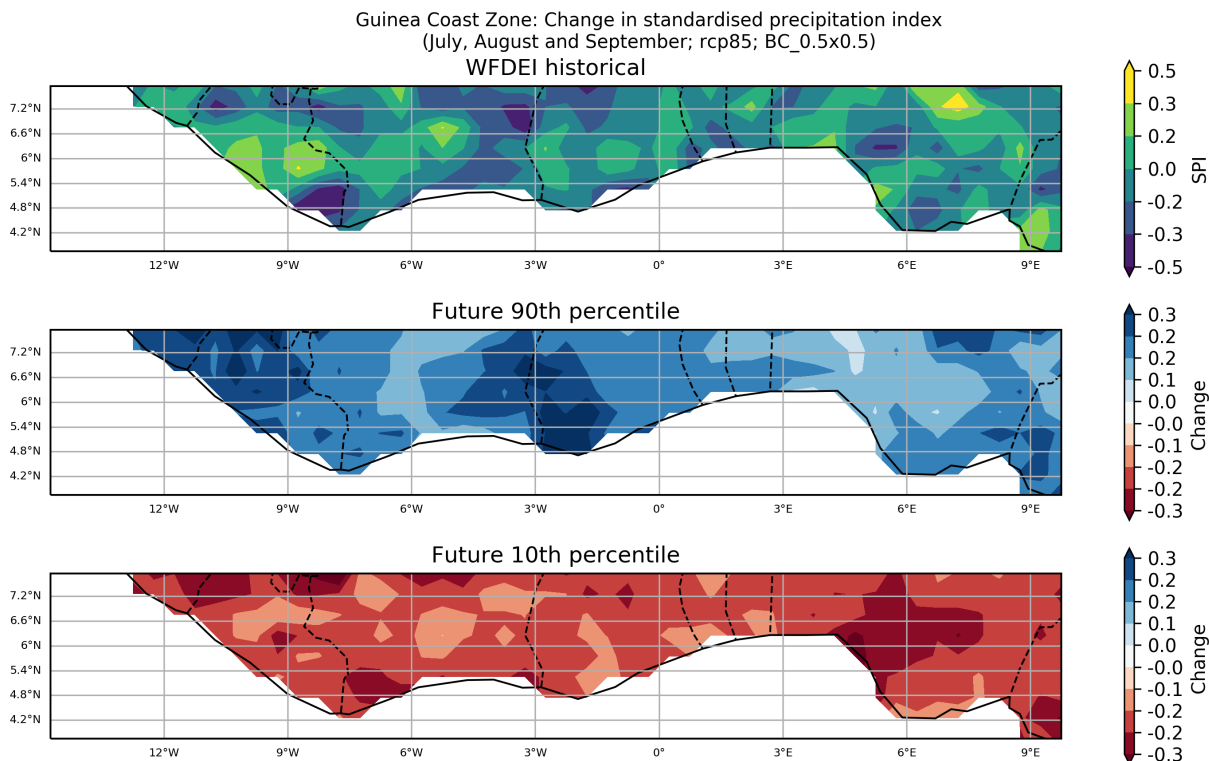 Guinea Coast Zone: Change in standardised precipitation index
(July, August and September; rcp85; BC_0.5x0.5)
WFDEI historical
7.2°N
6.6°N
6°N
5.4°N
4.8°N
4.2°N
12°W 9°W 6°W 3°W 0° 3°E 6°E 9°E
0.5
0.3
0.2
0.0
-0.2
-0.3
-0.5
SPI
Future 90th percentile
7.2°N
6.6°N
6°N
5.4°N
4.8°N
4.2°N
12°W 9°W 6°W 3°W 0° 3°E 6°E 9°E
0.3
0.2
0.2
0.1
0.0
-0.0
-0.1
-0.2
-0.2
-0.3
Change
Future 10th percentile
7.2°N
6.6°N
6°N
5.4°N
4.8°N
4.2°N
12°W 9°W 6°W 3°W 0° 3°E 6°E 9°E
0.3
0.2
0.2
0.1
0.0
-0.0
-0.1
-0.2
-0.2
-0.3
Change